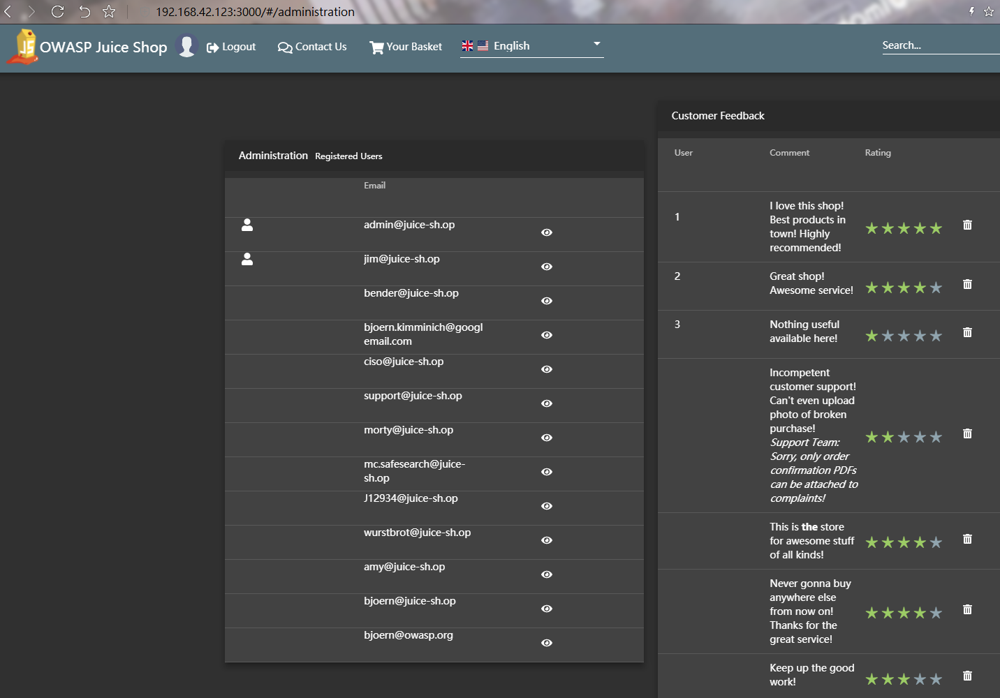 192.168.42.123:3000/#/administration
OWASP Juice Shop
Logout
Contact Us
Your Basket
English
Search...
Administration Registered Users
Email
admin@juice-sh.op
jim@juice-sh.op
bender@juice-sh.op
bjoern.kimminich@googl
email.com
ciso@juice-sh.op
support@juice-sh.op
morty@juice-sh.op
mc.safesearch@juice-
sh.op
J12934@juice-sh.op
wurstbrot@juice-sh.op
amy@juice-sh.op
bjoern@juice-sh.op
bjoern@owasp.org
Customer Feedback
User Comment Rating
1
I love this shop!
Best products in
town! Highly
recommended!
2
Great shop!
Awesome service!
3
Nothing useful
available here!
Incompetent
customer support!
Can't even upload
photo of broken
purchase!
Support Team:
Sorry, only order
confirmation PDFs
can be attached to
complaints!
This is the store
for awesome stuff
of all kinds!
Never gonna buy
anywhere else
from now on!
Thanks for the
great service!
Keep up the good
work!